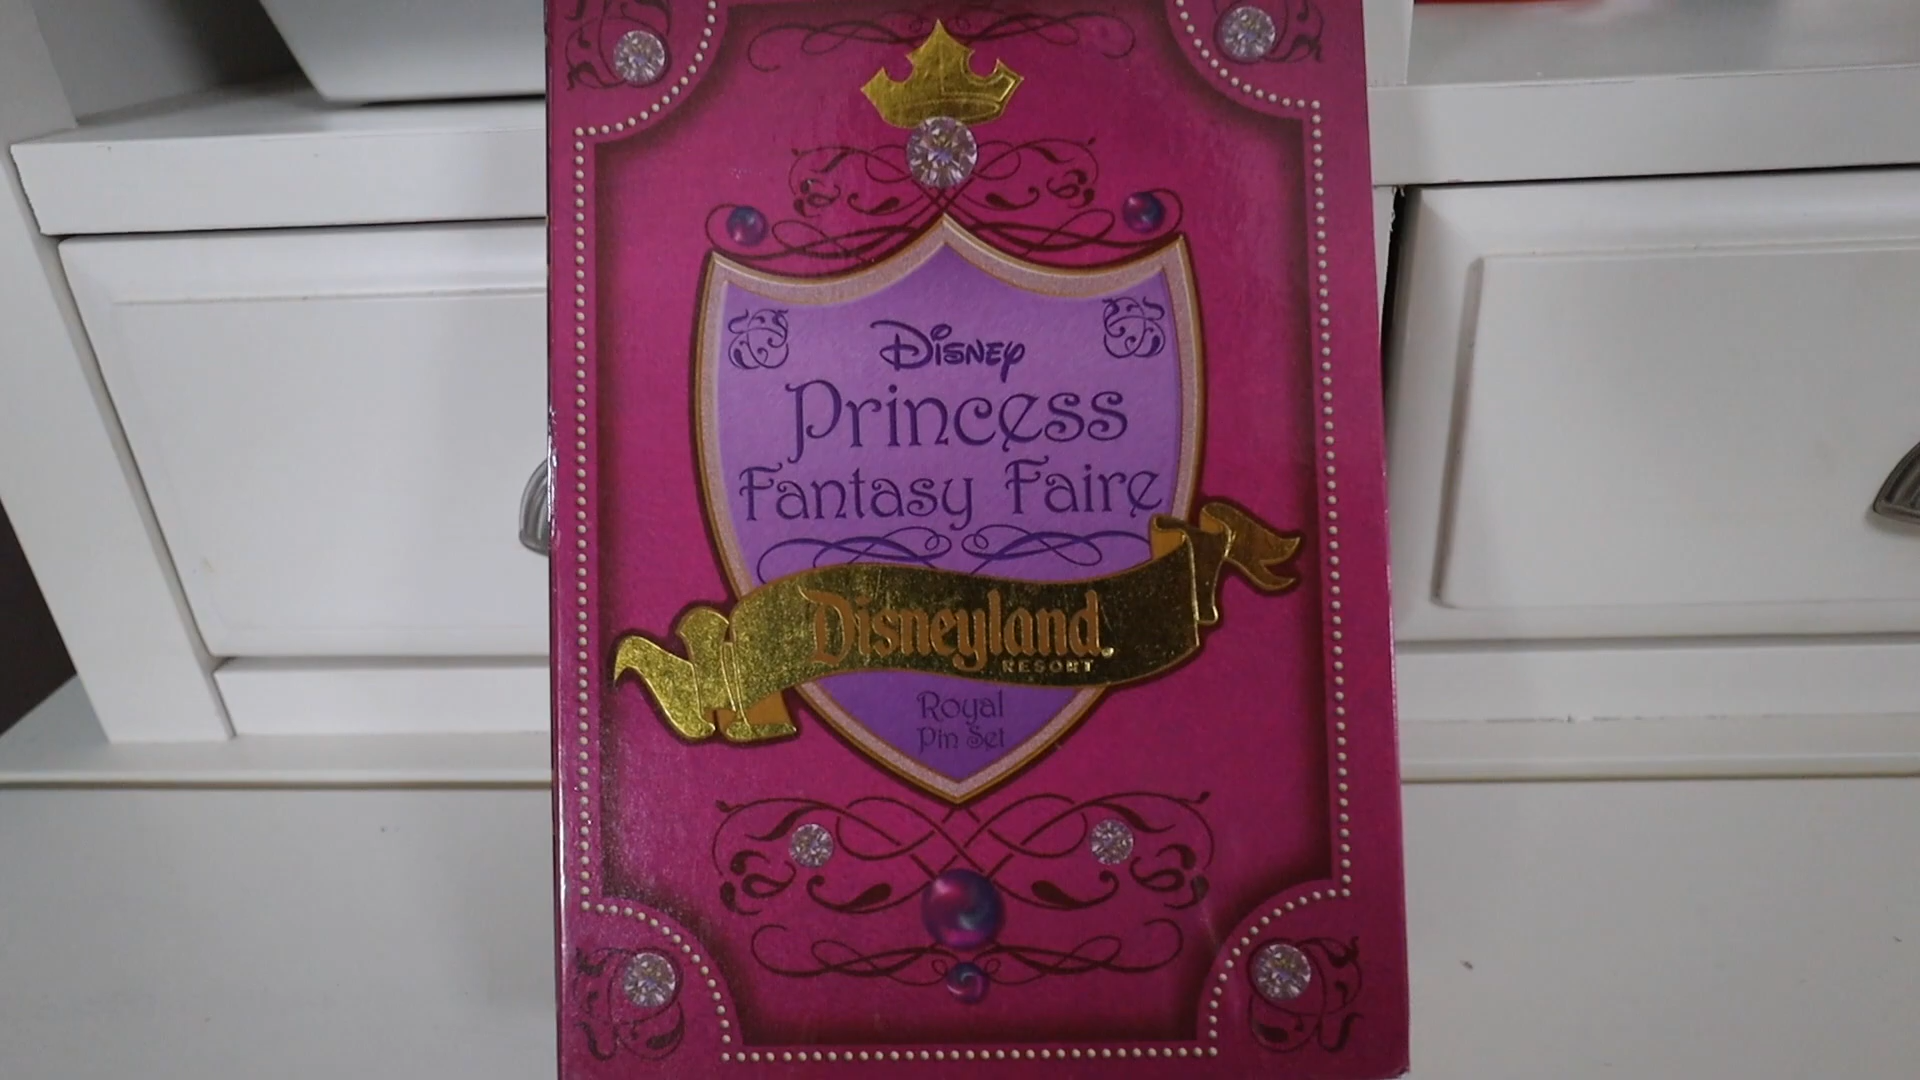 Disney
Princess
Fantasy Faire
Disneyland®
RESORT
Royal
Pin Set